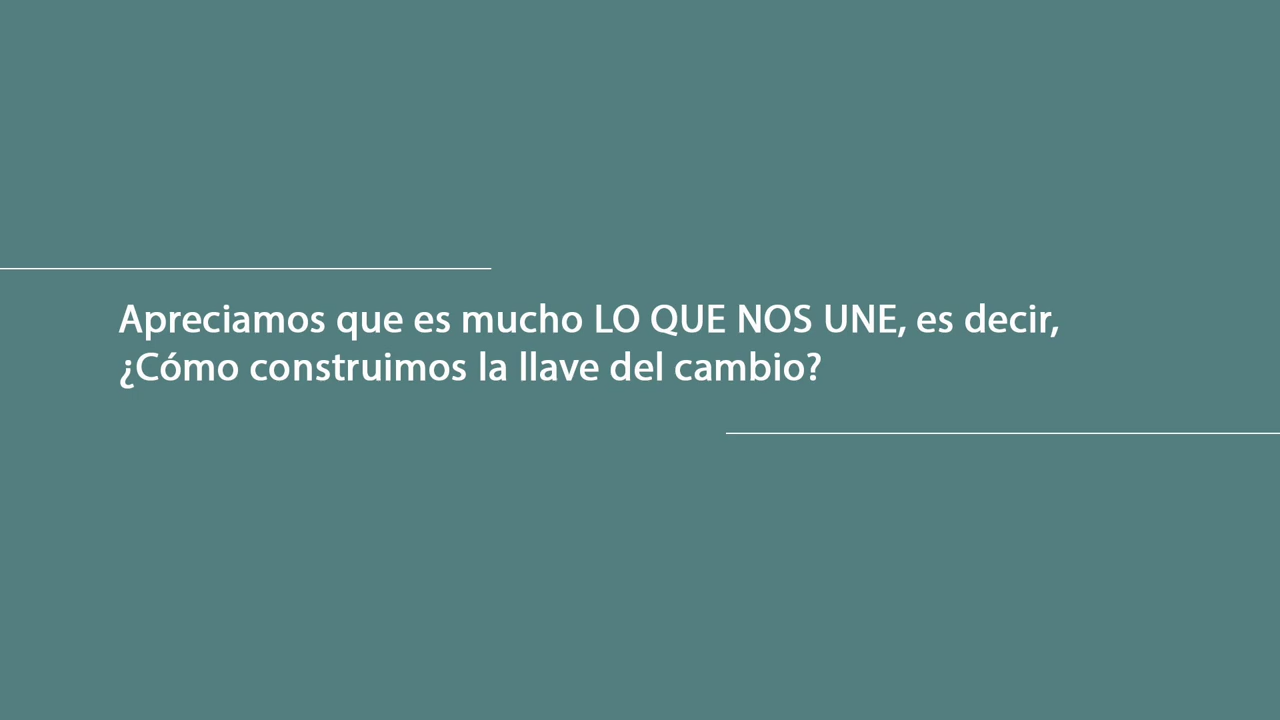 Apreciamos que es mucho LO QUE NOS UNE, es decir,
¿Cómo construimos la llave del cambio?